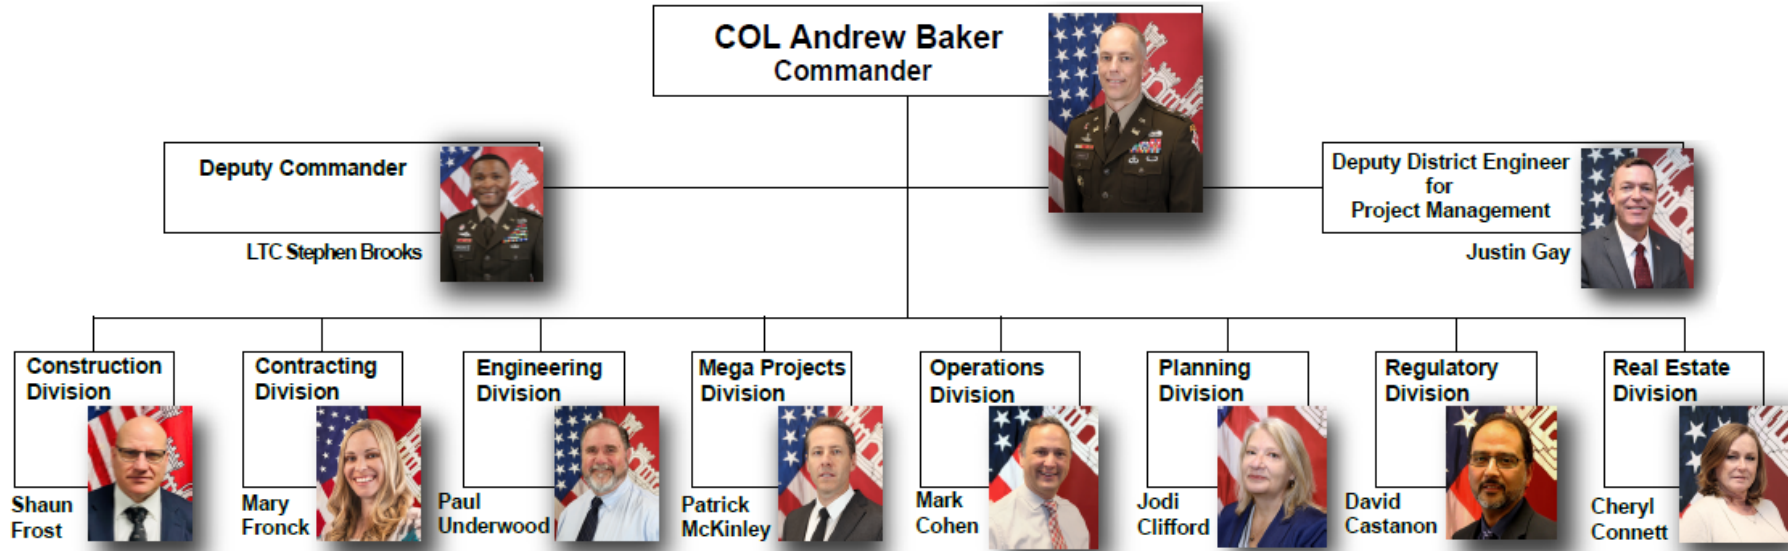 COL Andrew Baker
Commander
Deputy Commander
LTC Stephen Brooks
Deputy District Engineer
for
Project Management
Justin Gay
Construction
Division
Shaun
Frost
Contracting
Division
Mary
Fronck
Engineering
Division
Paul
Underwood
Mega Projects
Division
Patrick
McKinley
Operations
Division
Mark
Cohen
Planning
Division
Jodi
Clifford
Regulatory
Division
David
Castanon
Real Estate
Division
Cheryl
Connett